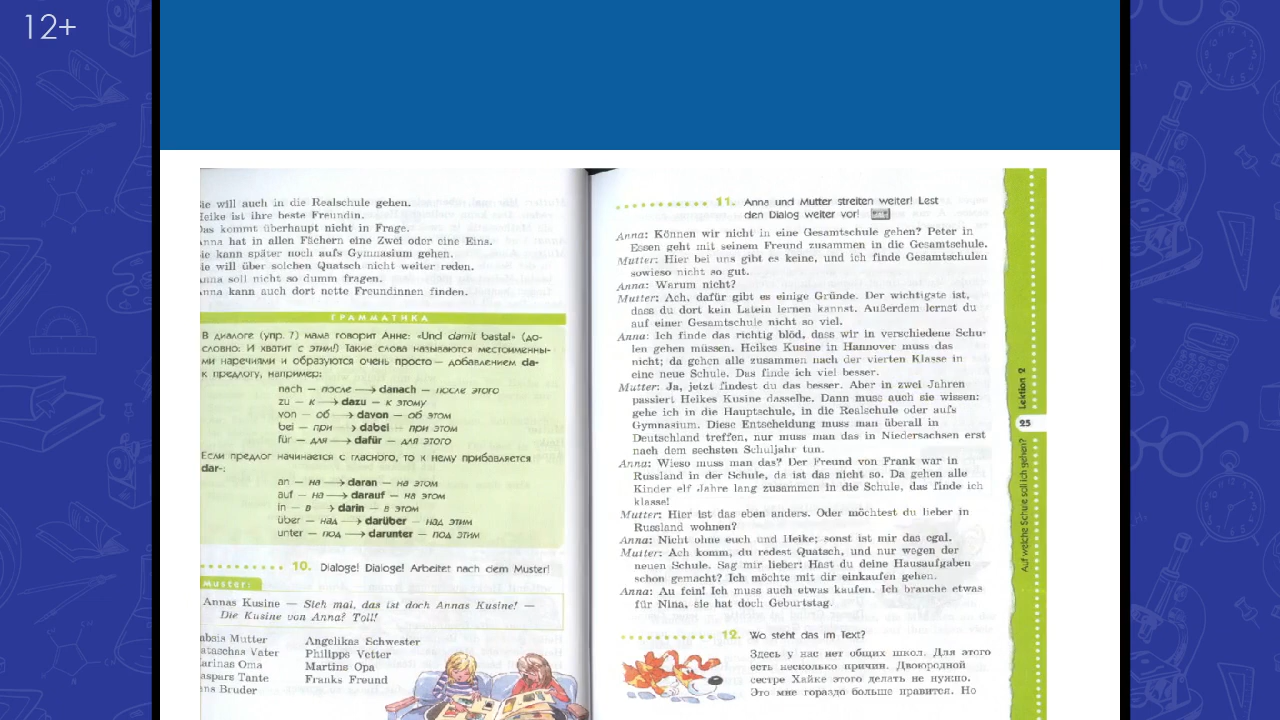 12+
ie will auch in die Realschule gehen.
Heike ist ihre beste Freundin.
Das kommt überhaupt nicht in Frage.
Anna hat in allen Fächern eine Zwei oder eine Eins.
ie kann später noch aufs Gymnasium gehen.
ie will über solchen Quatsch nicht weiter reden.
Anna soll nicht so dumm fragen.
Anna kann auch dort nette Freundinnen finden.
ГРАММАТИКА
В диалоге (упр. 7) мама говорит Анне: «Und damit basta!» (до-
словно: И хватит с этим!) Такие слова называются местоименны-
ми наречиями и образуются очень просто — добавлением da-
к предлогу, например:
nach — после → danach — после этого
zu — к → dazu — к этому
von — об → davon — об этом
bei — при → dabei — при этом
für — для → dafür — для этого
Если предлог начинается с гласного, то к нему прибавляется
dar-:
an — на → daran — на этом
auf — на → darauf — на этом
in — в → darin — в этом
über — над → darüber — над этим
unter — под → darunter — под этим
10. Dialoge! Dialoge! Arbeitet nach dem Muster!
Muster:
Annas Kusine — Sieh mal, das ist doch Annas Kusine! —
Die Kusine von Anna? Toll!
abais Mutter
ataschas Vater
arinas Oma
aspars Tante
ens Bruder
Angelikas Schwester
Philipps Vetter
Martins Opa
Franks Freund
11. Anna und Mutter streiten weiter! Lest
den Dialog weiter vor!
Anna: Können wir nicht in eine Gesamtschule gehen? Peter in
Essen geht mit seinem Freund zusammen in die Gesamtschule.
Mutter: Hier bei uns gibt es keine, und ich finde Gesamtschulen
sowieso nicht so gut.
Anna: Warum nicht?
Mutter: Ach, dafür gibt es einige Gründe. Der wichtigste ist,
dass du dort kein Latein lernen kannst. Außerdem lernst du
auf einer Gesamtschule nicht so viel.
Anna: Ich finde das richtig blöd, dass wir in verschiedene Schu-
len gehen müssen. Heikes Kusine in Hannover muss das
nicht; da gehen alle zusammen nach der vierten Klasse in
eine neue Schule. Das finde ich viel besser.
Mutter: Ja, jetzt findest du das besser. Aber in zwei Jahren
passiert Heikes Kusine dasselbe. Dann muss auch sie wissen:
gehe ich in die Hauptschule, in die Realschule oder aufs
Gymnasium. Diese Entscheidung muss man überall in
Deutschland treffen, nur muss man das in Niedersachsen erst
nach dem sechsten Schuljahr tun.
Anna: Wieso muss man das? Der Freund von Frank war in
Russland in der Schule, da ist das nicht so. Da gehen alle
Kinder elf Jahre lang zusammen in die Schule, das finde ich
klasse!
Mutter: Hier ist das eben anders. Oder möchtest du lieber in
Russland wohnen?
Anna: Nicht ohne euch und Heike; sonst ist mir das egal.
Mutter: Ach komm, du redest Quatsch, und nur wegen der
neuen Schule. Sag mir lieber: Hast du deine Hausaufgaben
schon gemacht? Ich möchte mit dir einkaufen gehen.
Anna: Au fein! Ich muss auch etwas kaufen. Ich brauche etwas
für Nina, sie hat doch Geburtstag.
12. Wo steht das im Text?
Здесь у нас нет общих школ. Для этого
есть несколько причин. Двоюродной
сестре Хайке этого делать не нужно.
Это мне гораздо больше нравится. Но
Lektion 2
25
Auf welche Schule soll ich gehen?